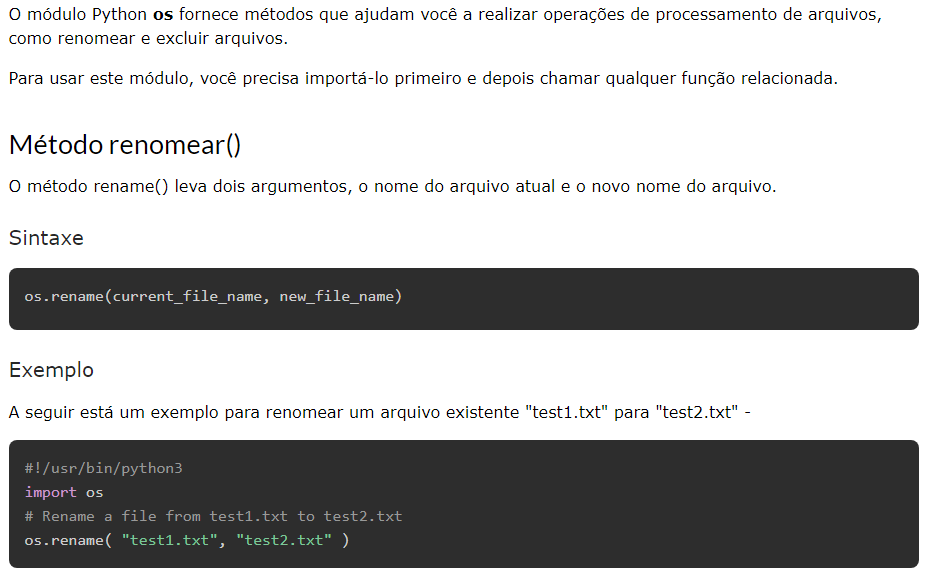 O módulo Python os fornece métodos que ajudam você a realizar operações de processamento de arquivos,
como renomear e excluir arquivos.
Para usar este módulo, você precisa importá-lo primeiro e depois chamar qualquer função relacionada.
Método renomear()
O método rename() leva dois argumentos, o nome do arquivo atual e o novo nome do arquivo.
Sintaxe
os.rename(current_file_name, new_file_name)
Exemplo
A seguir está um exemplo para renomear um arquivo existente "test1.txt" para "test2.txt" -
#!/usr/bin/python3
import os
# Rename a file from test1.txt to test2.txt
os.rename( "test1.txt", "test2.txt" )